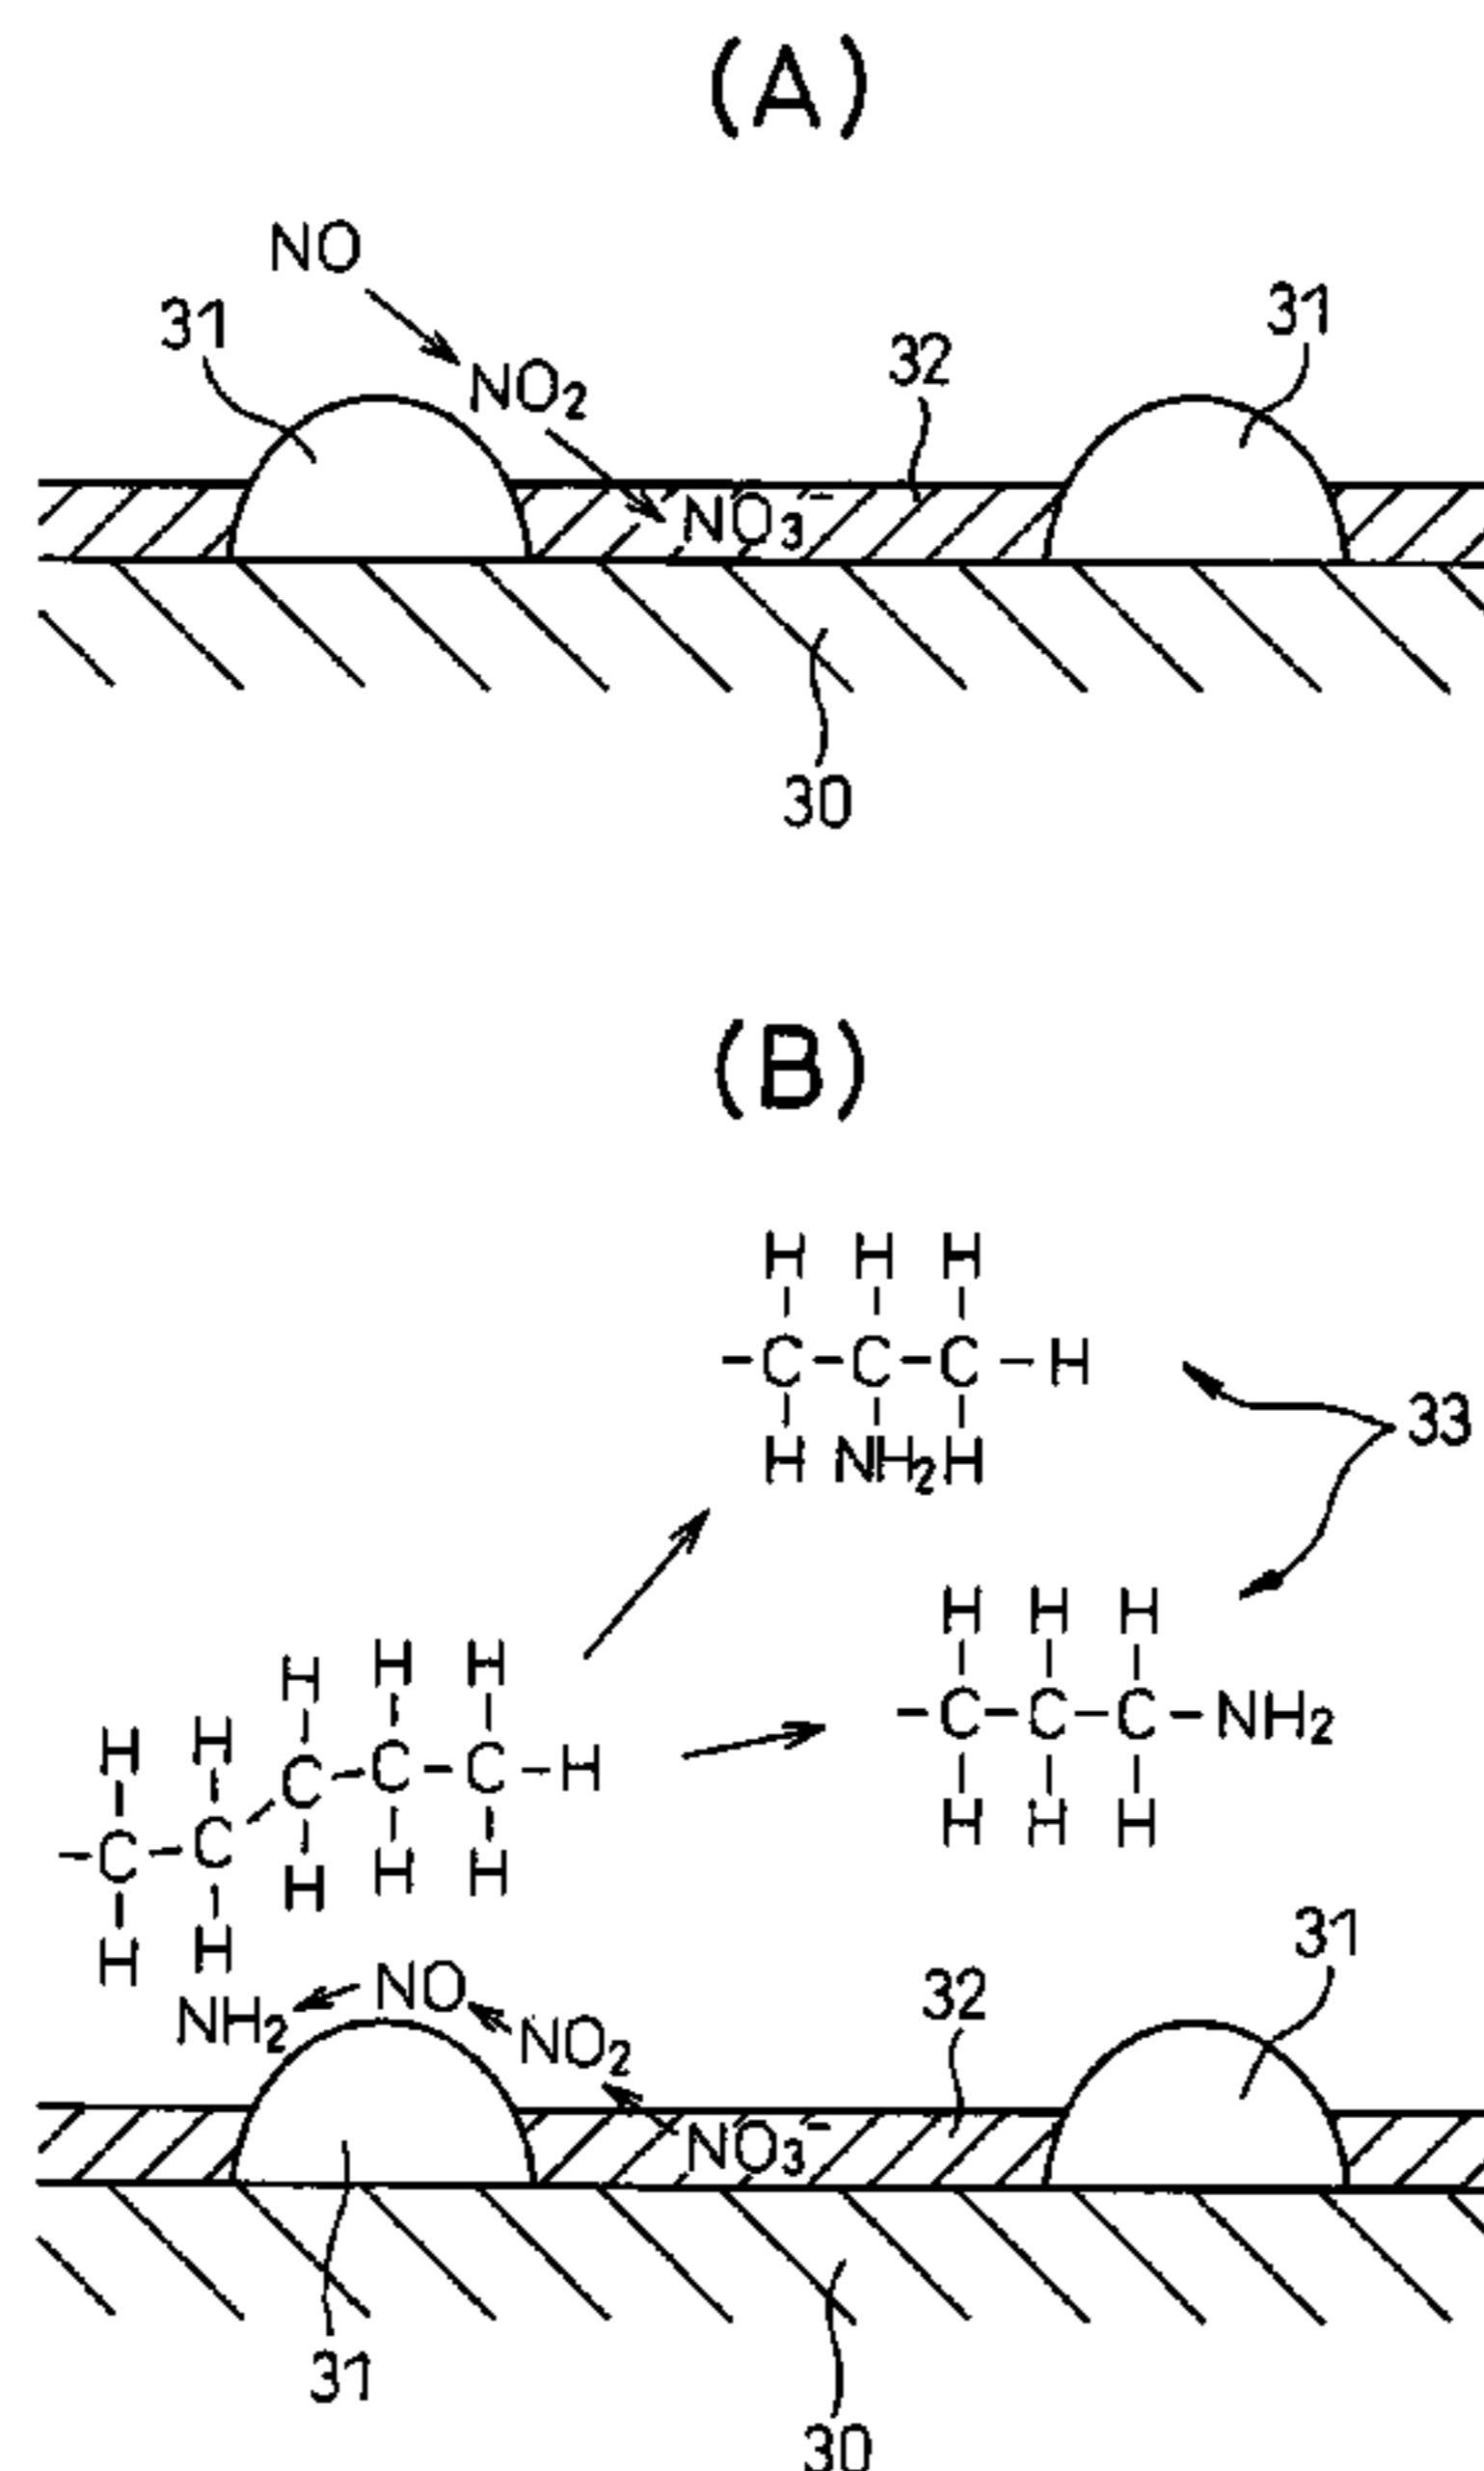 (A)
NO
31
31
32
NO₂
NO₃⁻
30
(B)
H H H
-C-C-C-H
H NH₂ H
33
H H H
-C-C-C-NH₂
H H H
H H H H H
-C-C-C-C-C-H
H H H H H
31
32
NH₂ NO NO₂
NO₃⁻
31
30